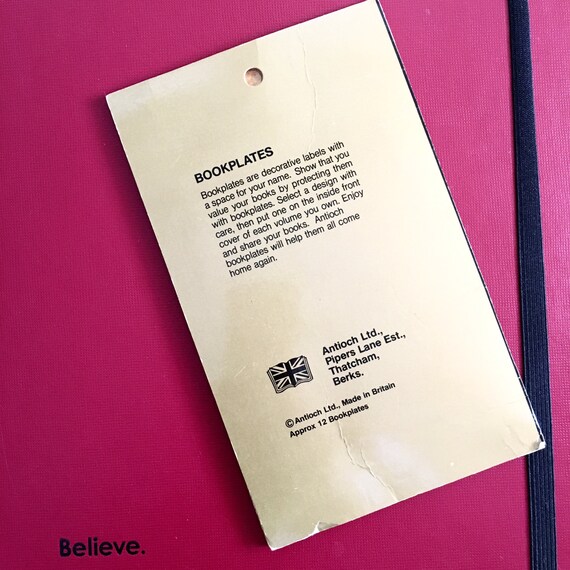 BOOKPLATES
Bookplates are decorative labels with
a space for your name. Show that you
value your books by protecting them
with bookplates. Select a design with
care, then put one on the inside front
cover of each volume you own. Enjoy
and share your books. Antioch
bookplates will help them all come
home again.
Antioch Ltd.,
Pipers Lane Est.,
Thatcham,
Berks.
© Antioch Ltd., Made in Britain
Approx 12 Bookplates
Believe.